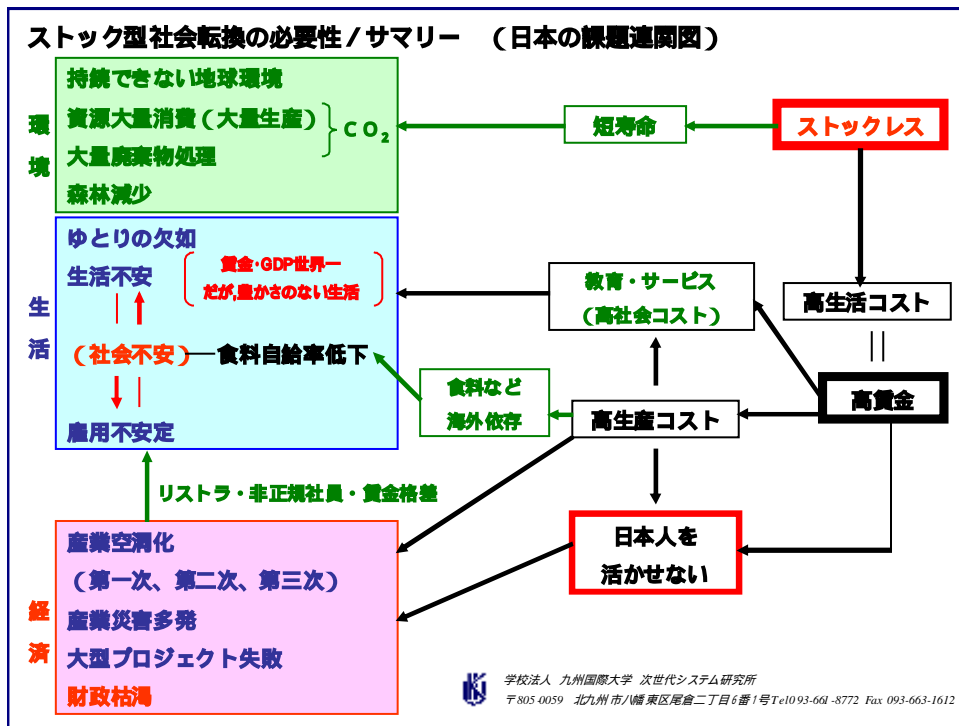 ストック型社会転換の必要性/サマリー （日本の課題連関図）
環境
持続できない地球環境
資源大量消費（大量生産）
大量廃棄物処理
CO2
森林減少
短寿命
ストックレス
生活
ゆとりの欠如
生活不安
賃金・GDP世界一
だが,豊かさのない生活
（社会不安）
食料自給率低下
雇用不安定
教育・サービス
（高社会コスト）
高生活コスト
高賃金
食料など
海外依存
高生産コスト
リストラ・非正規社員・賃金格差
日本人を
活かせない
経済
産業空洞化
（第一次、第二次、第三次）
産業災害多発
大型プロジェクト失敗
財政枯渇
学校法人 九州国際大学 次世代システム研究所
〒805-0059 北九州市八幡東区尾倉二丁目6番1号Tel093-661-8772 Fax 093-663-1612